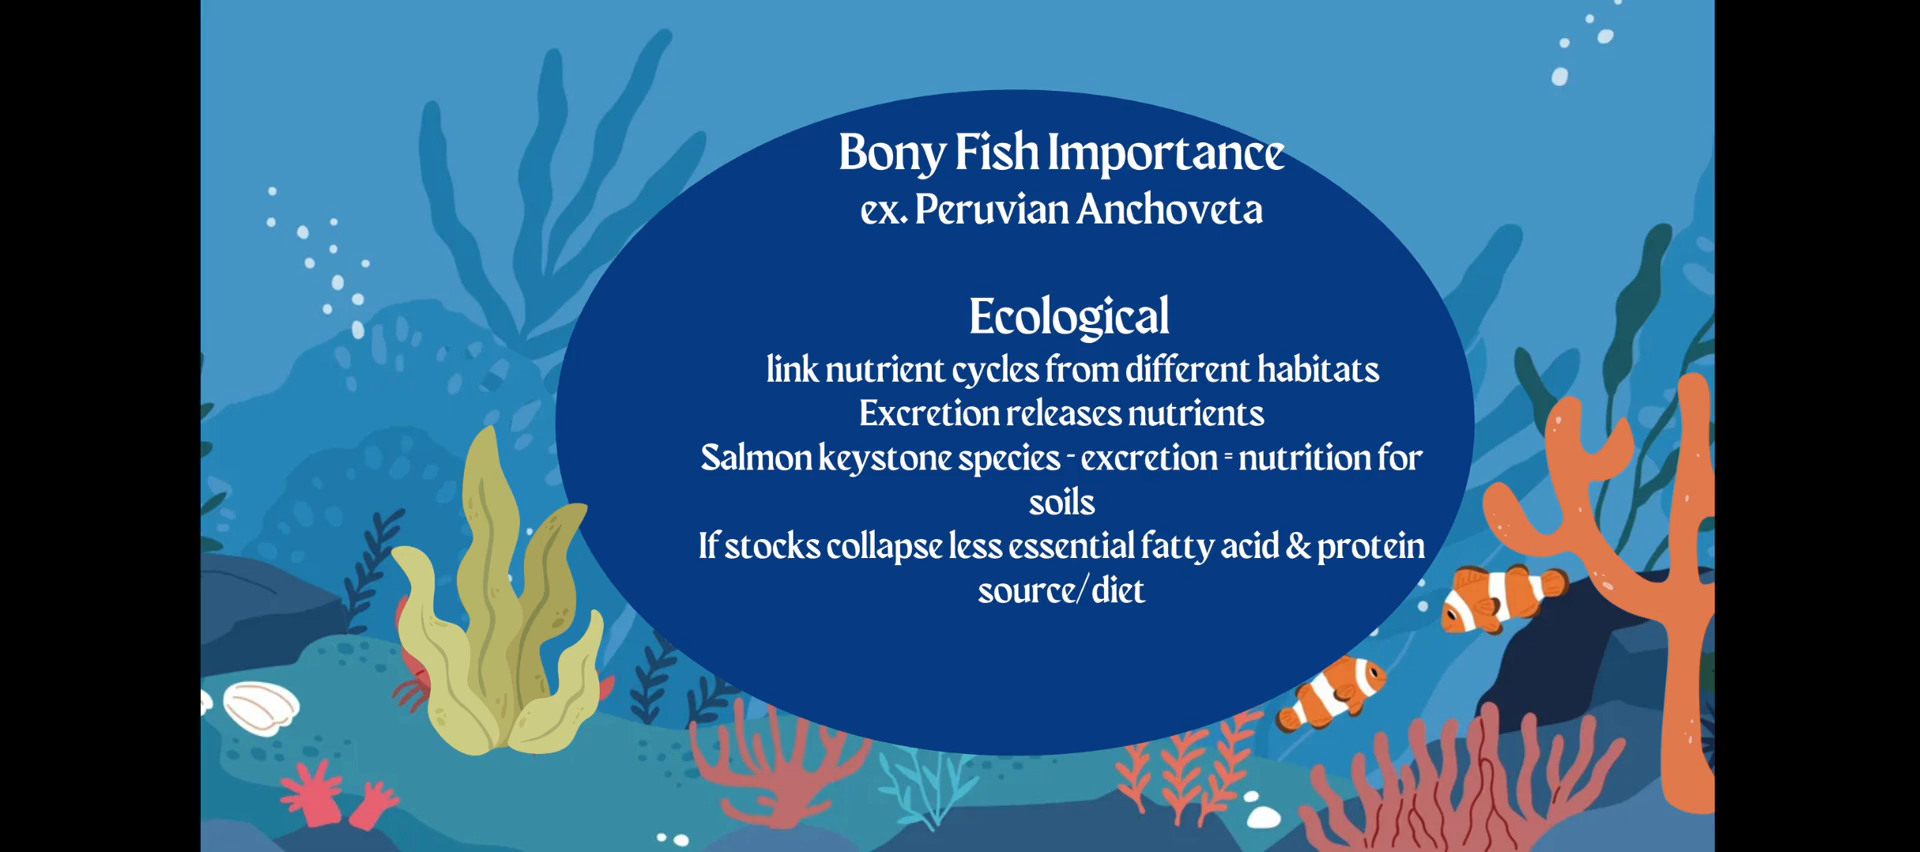 Bony Fish Importance
ex. Peruvian Anchoveta
Ecological
link nutrient cycles from different habitats
Excretion releases nutrients
Salmon keystone species - excretion = nutrition for
soils
If stocks collapse less essential fatty acid & protein
source/ diet